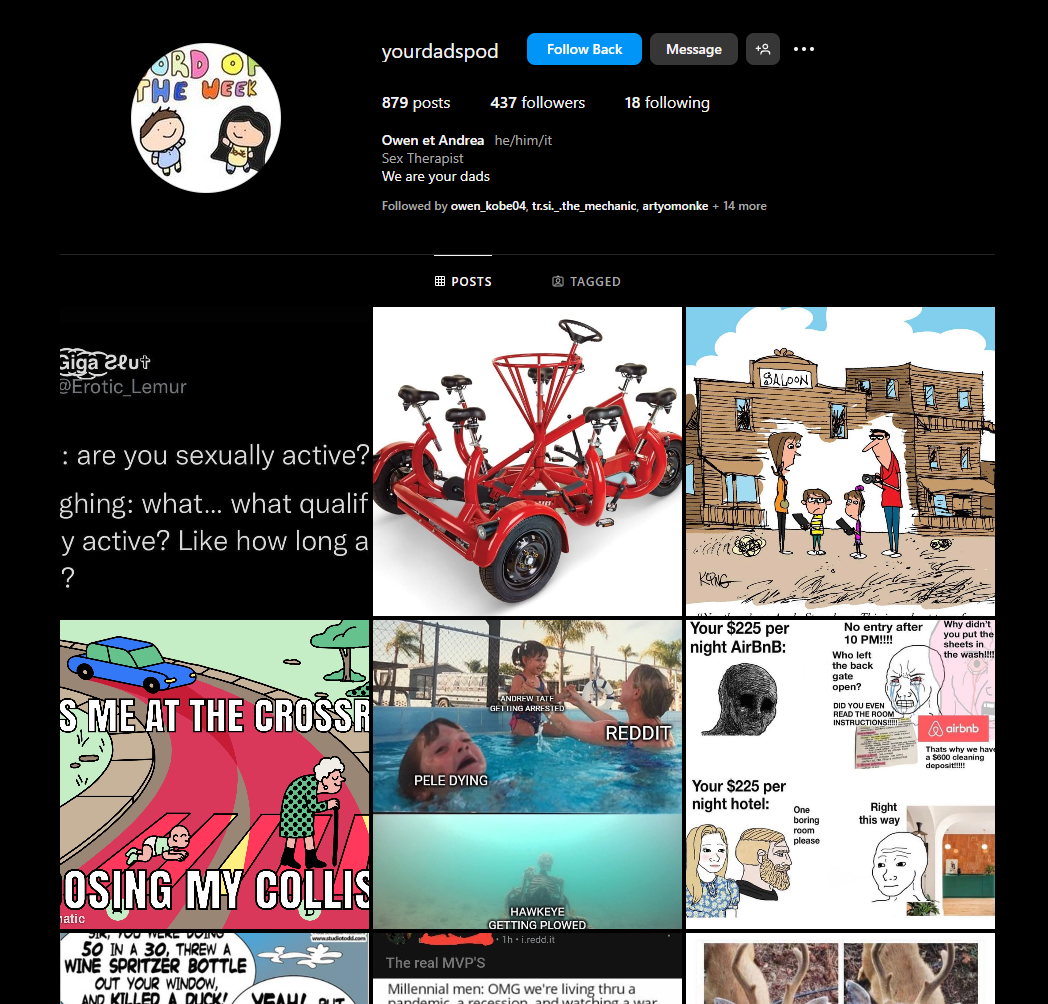 ORD OF
THE WEEK
yourdadspod
Follow Back
Message
879 posts
437 followers
18 following
Owen et Andrea he/him/it
Sex Therapist
We are your dads
Followed by owen_kobe04, tr.si._.the_mechanic, artyomonke + 14 more
POSTS
TAGGED
Giga Sƨlut
@Erotic_Lemur
: are you sexually active?
ghing: what... what qualif
y active? Like how long a
?
SALOON
KONG
S ME AT THE CROSSR
OSING MY COLLIS
atic
ANDREW TATE
GETTING ARRESTED
REDDIT
PELE DYING
HAWKEYE
GETTING PLOWED
Your $225 per
night AirBnB:
No entry after
10 PM!!!!
Why didn't
you put the
sheets in
the wash!!!!
Who left
the back
gate
open?
DID YOU EVEN
READ THE ROOM
INSTRUCTIONS!!!!!
airbnb
Thats why we have
a $600 cleaning
deposit!!!!!
Your $225 per
night hotel:
One
boring
room
please
Right
this way
SIR, YOU WERE DOING
50 IN A 30, THREW A
WINE SPRITZER BOTTLE
OUT YOUR WINDOW,
AND KILLED A DUCK!
www.studiotodd.com
YEAH! BUT
· 1h · i.redd.it
The real MVP'S
Millennial men: OMG we're living thru a
pandemic, a recession, and watching a war